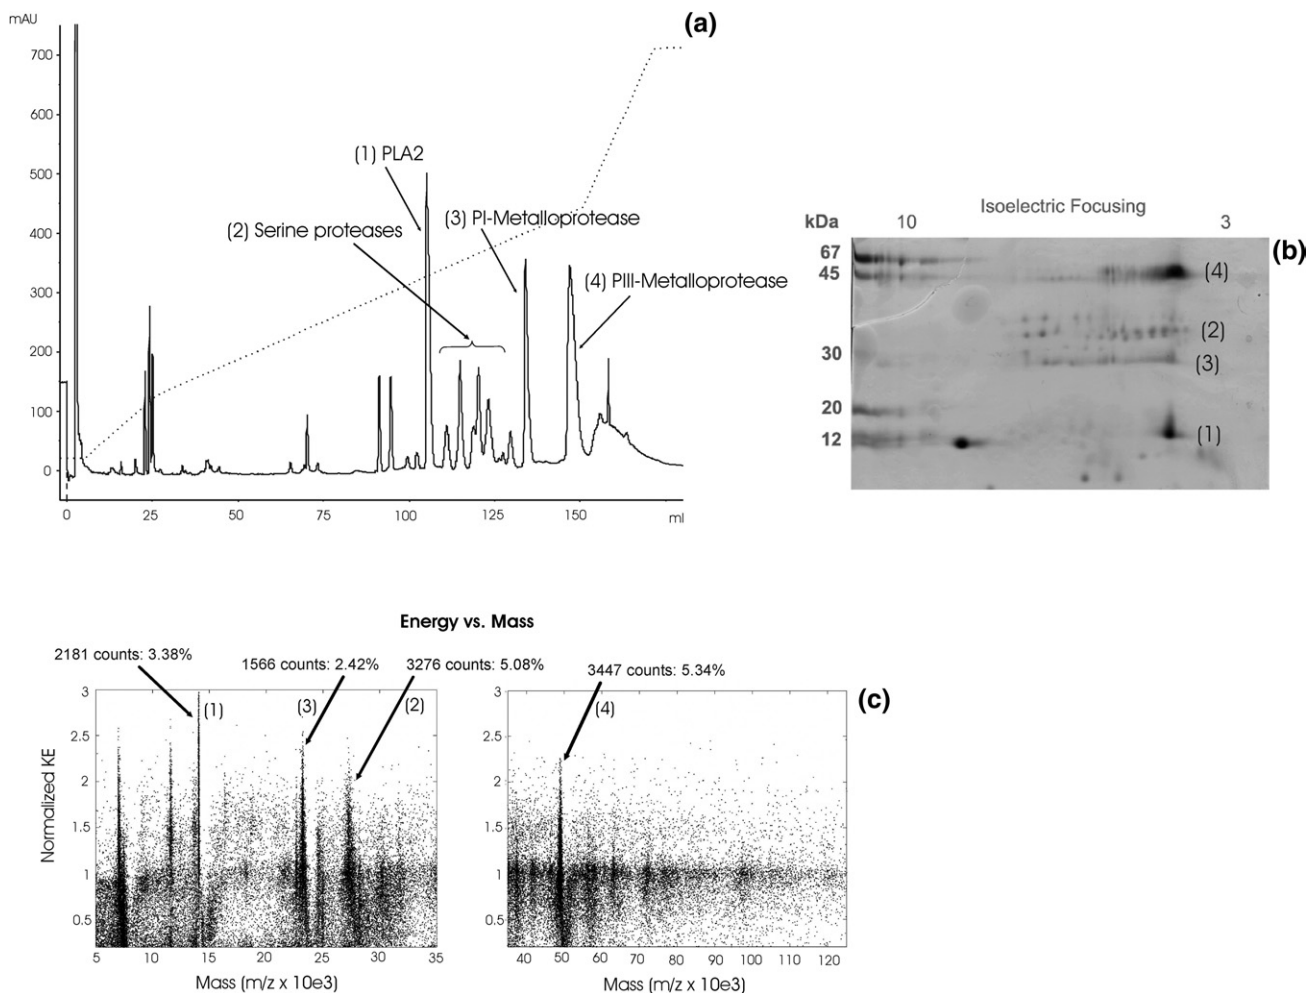 mAU
(a)
700
600
500
400
300
200
100
0
0 25 50 75 100 125 150 ml
(1) PLA2
(2) Serine proteases
(3) PI-Metalloprotease
(4) PIII-Metalloprotease
Isoelectric Focusing
kDa 10 3
(b)
67
45
30
20
12
(4)
(2)
(3)
(1)
Energy vs. Mass
2181 counts: 3.38%
1566 counts: 2.42%
3276 counts: 5.08%
3447 counts: 5.34%
(c)
(1)
(3)
(2)
(4)
Normalized KE
3
2.5
2
1.5
1
0.5
5 10 15 20 25 30 35
Mass (m/z x 10e3)
3
2.5
2
1.5
1
0.5
40 50 60 70 80 90 100 110 120
Mass (m/z x 10e3)